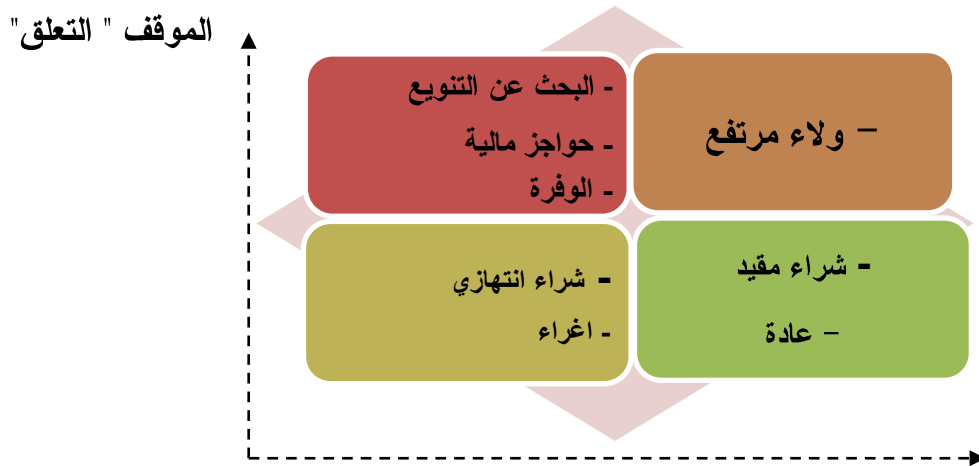 الموقف " التعلق"
– ولاء مرتفع
- البحث عن التنويع
- حواجز مالية
- الوفرة
- شراء مقيد
– عادة
- شراء انتهازي
- اغراء